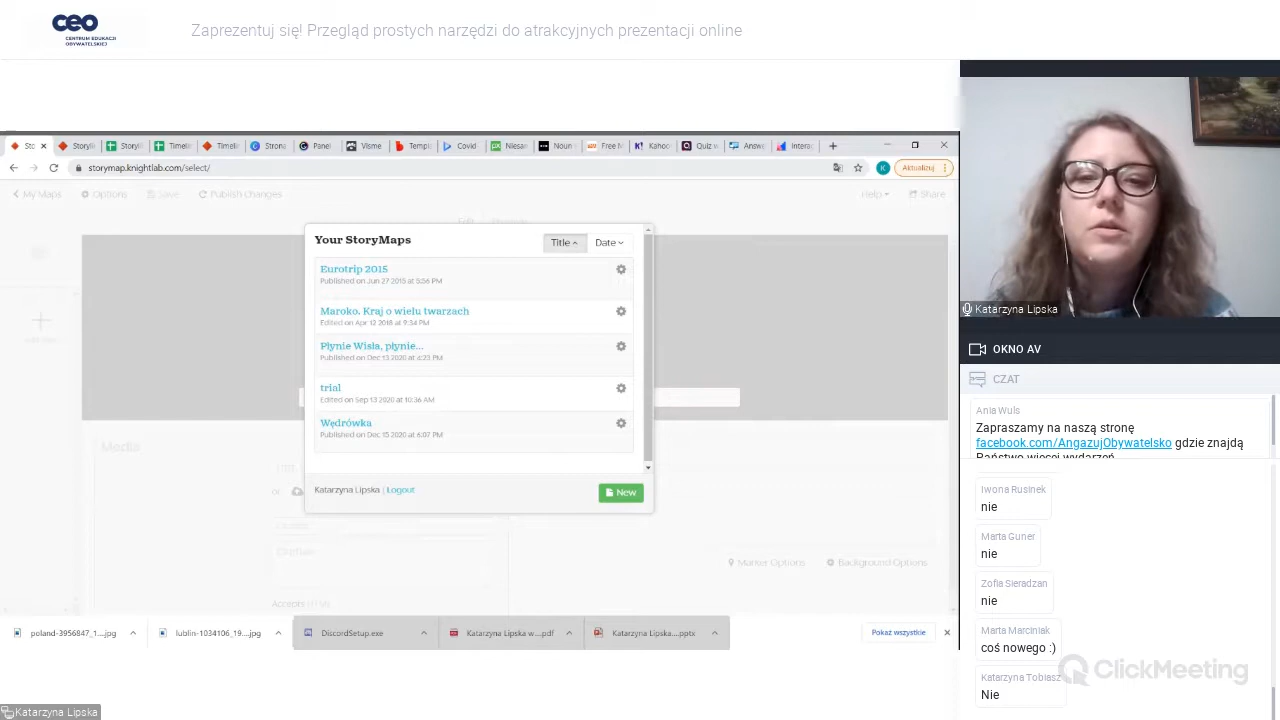 ceo
CENTRUM EDUKACJI
OBYWATELSKIEJ
Zaprezentuj się! Przegląd prostych narzędzi do atrakcyjnych prezentacji online
Stc
Storyli
Storyli
Timelin
Timeli
Strona
Panel
Visme
Templ
Covid
Niesan
Noun
Free M
Kahoo
Quiz w
Answe
Interac
storymap.knightlab.com/select/
K
Aktualizuj
My Maps
Options
Save
Publish Changes
Help
Share
Your StoryMaps
Title
Date
Eurotrip 2015
Published on Jun 27 2015 at 5:56 PM
Maroko. Kraj o wielu twarzach
Edited on Apr 12 2018 at 9:34 PM
Płynie Wisła, płynie...
Published on Dec 13 2020 at 4:23 PM
trial
Edited on Sep 13 2020 at 10:36 AM
Wędrówka
Published on Dec 15 2020 at 6:07 PM
Katarzyna Lipska | Logout
New
Media
or
Marker Options
Background Options
Accepts HTML
poland-3956847_1....jpg
lublin-1034106_19....jpg
DiscordSetup.exe
Katarzyna Lipska w....pdf
Katarzyna Lipska....pptx
Pokaż wszystkie
Katarzyna Lipska
Katarzyna Lipska
OKNO AV
CZAT
Ania Wuls
Zapraszamy na naszą stronę
facebook.com/AngazujObywatelsko gdzie znajdą
Państwo więcej wydarzeń
Iwona Rusinek
nie
Marta Guner
nie
Zofia Sieradzan
nie
Marta Marciniak
coś nowego :)
Katarzyna Tobiasz
Nie
ClickMeeting